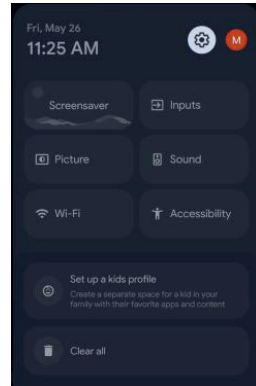 Fri, May 26
11:25 AM
M
Screensaver
Inputs
Picture
Sound
Wi-Fi
Accessibility
Set up a kids profile
Create a separate space for a kid in your
family with their favorite apps and content
Clear all